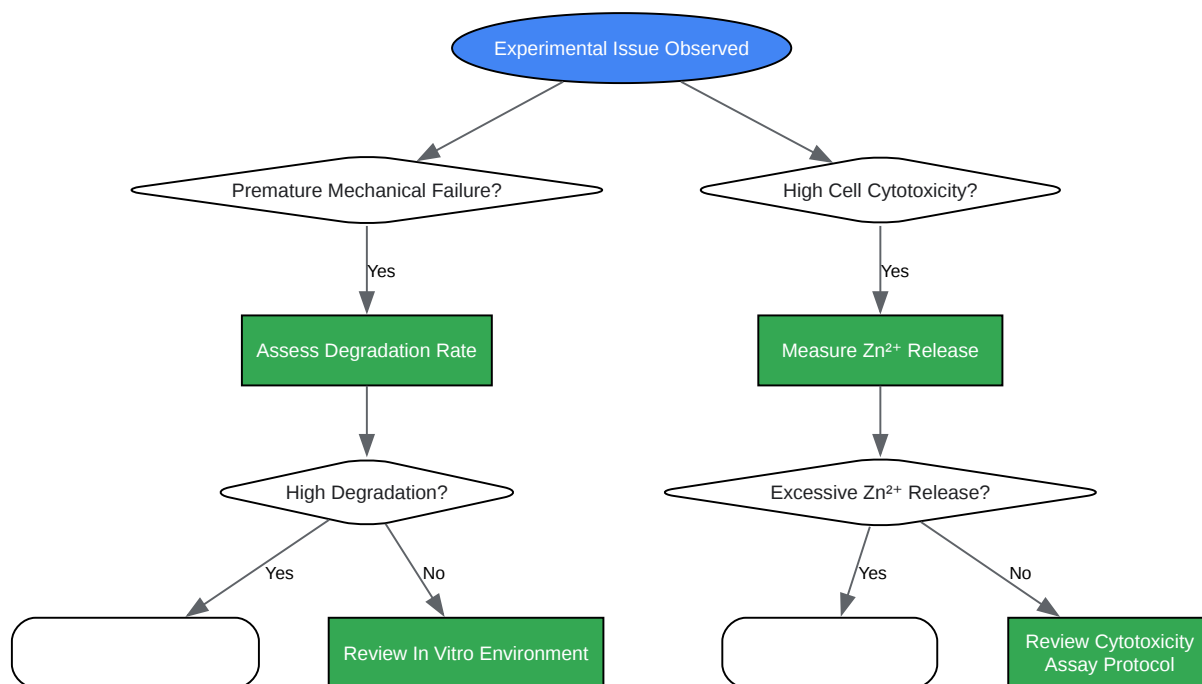 Experimental Issue Observed
Premature Mechanical Failure?
High Cell Cytotoxicity?
Yes
Yes
Assess Degradation Rate
Measure Zn²⁺ Release
High Degradation?
Excessive Zn²⁺ Release?
Yes
No
Yes
No
Review In Vitro Environment
Review Cytotoxicity
Assay Protocol